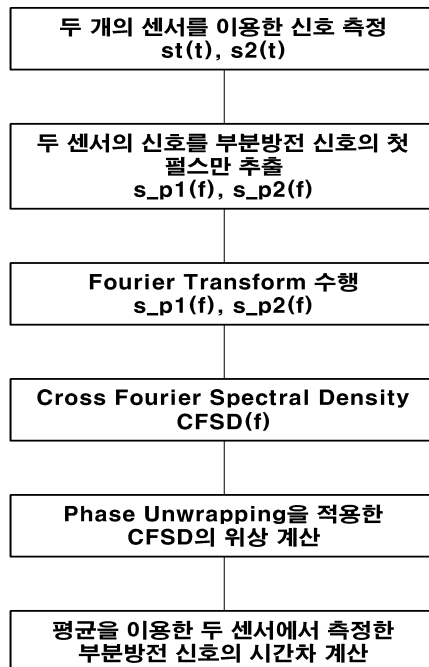 두 개의 센서를 이용한 신호 측정
st(t), s2(t)
두 센서의 신호를 부분방전 신호의 첫
펄스만 추출
s_p1(f), s_p2(f)
Fourier Transform 수행
s_p1(f), s_p2(f)
Cross Fourier Spectral Density
CFSD(f)
Phase Unwrapping을 적용한
CFSD의 위상 계산
평균을 이용한 두 센서에서 측정한
부분방전 신호의 시간차 계산